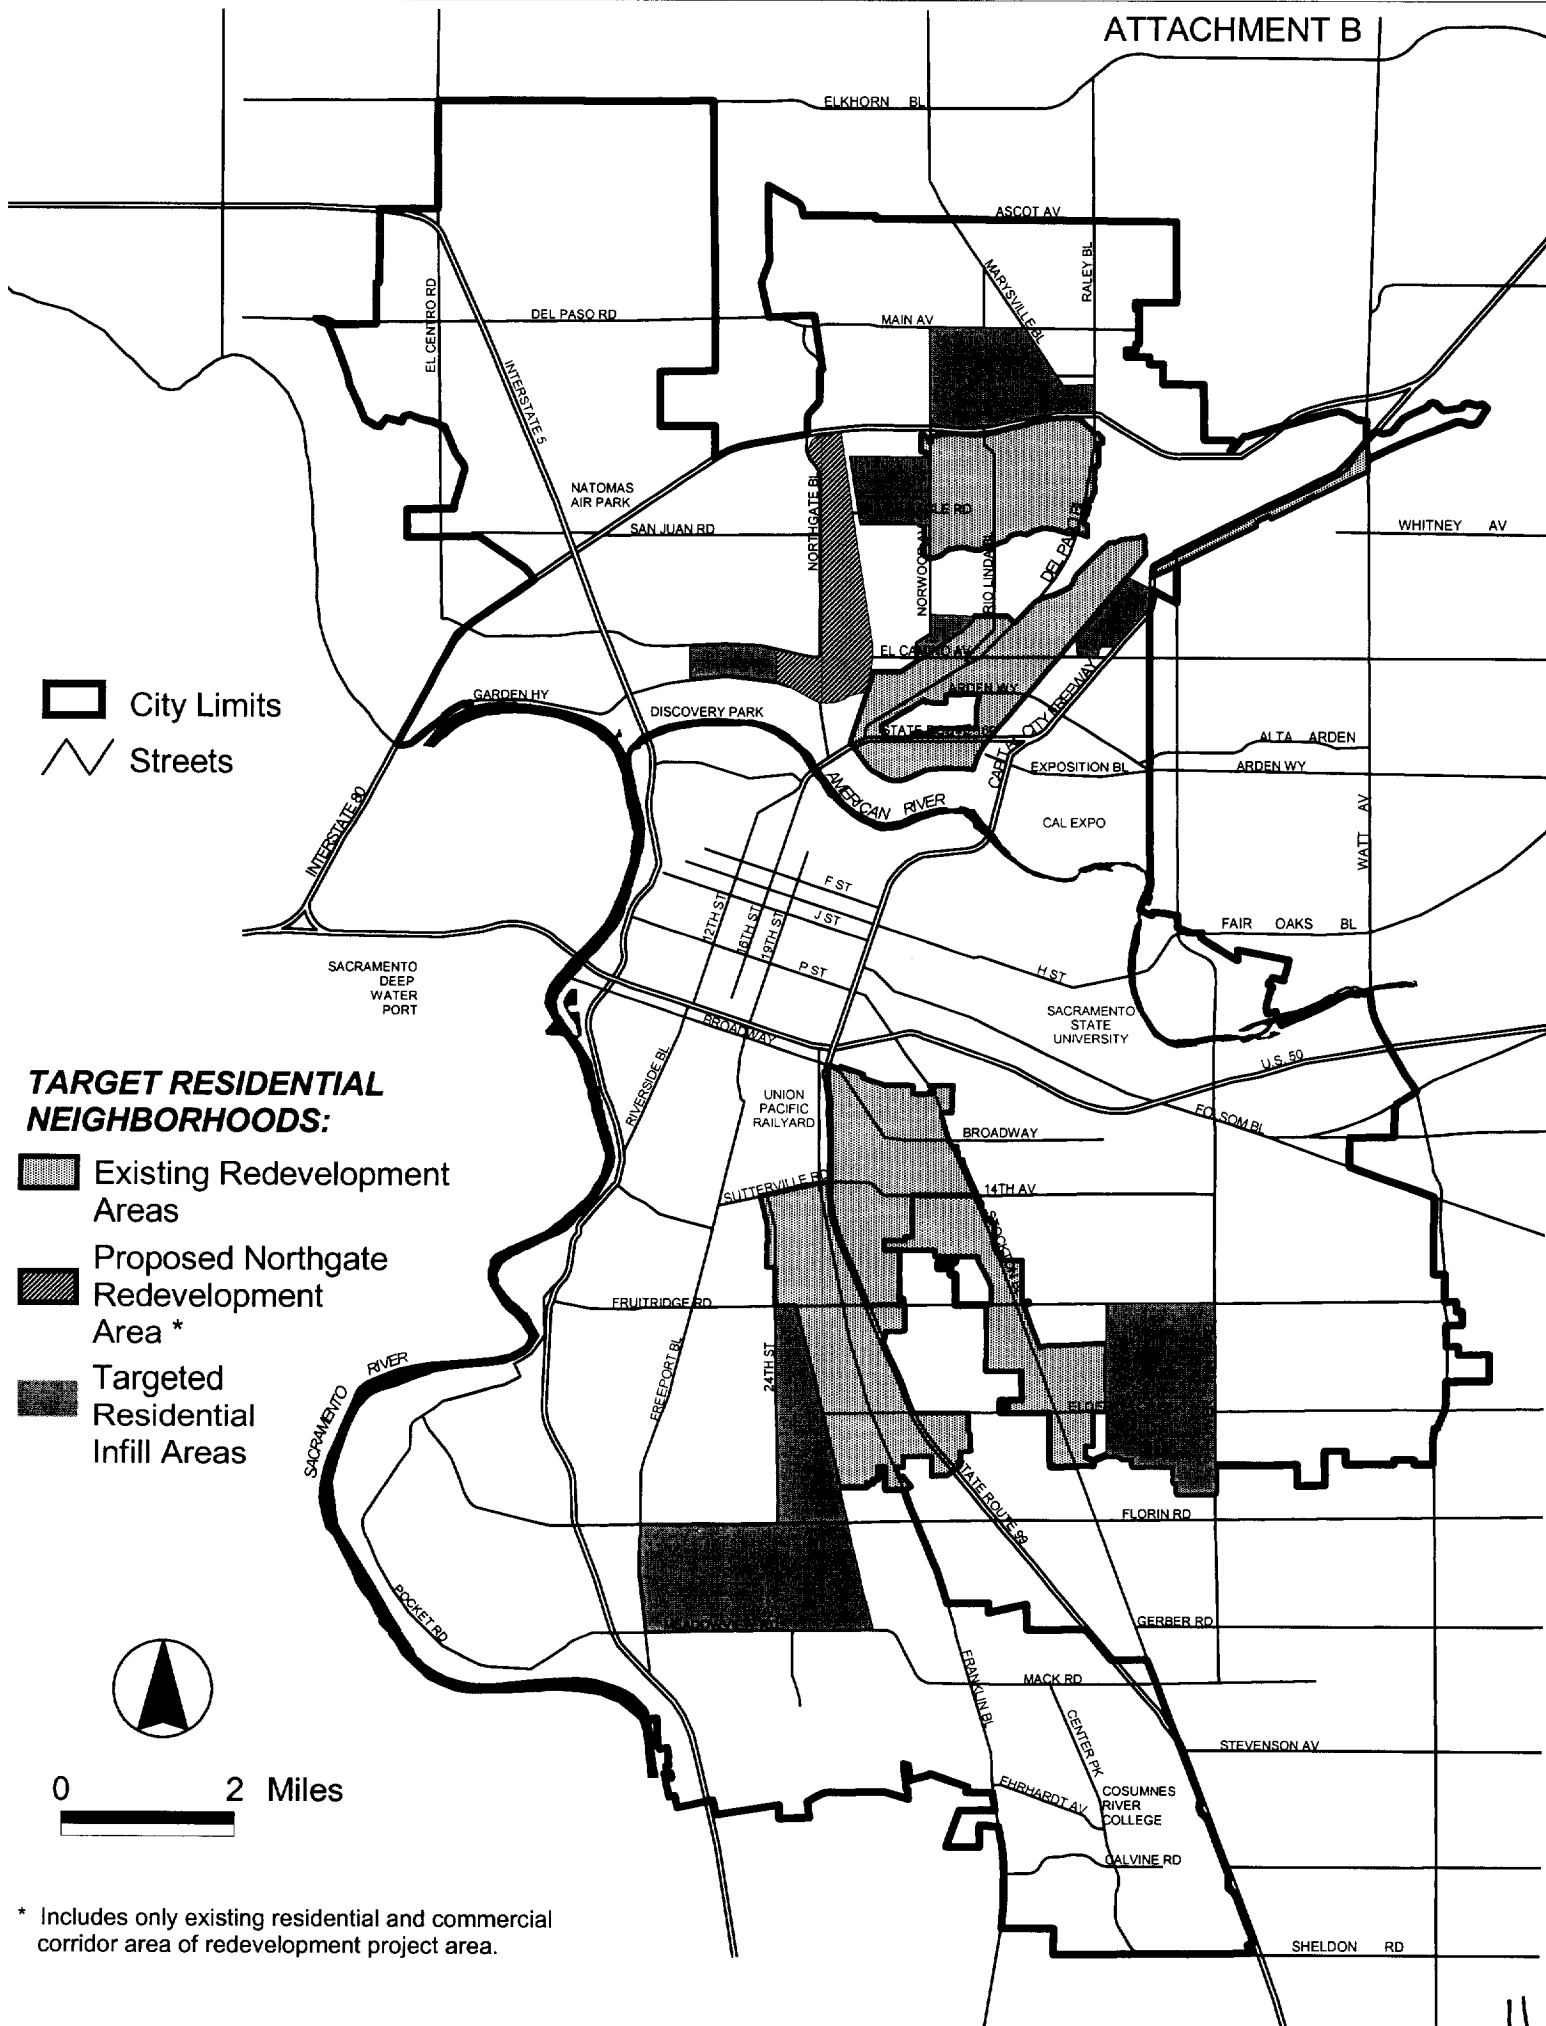 ATTACHMENT B
ELKHORN BL
ASCOT AV
RALEY BL
MARYSVILLE BL
EL CENTRO RD
DEL PASO RD
MAIN AV
INTERSTATE 5
NATOMAS
AIR PARK
SAN JUAN RD
NORTHGATE BL
NORWOOD AV
RIO LINDA BL
DEL PASO BL
WHITNEY AV
EL CAMINO AV
ARDEN WY
CAPITAL CITY FREEWAY
City Limits
Streets
GARDEN HY
DISCOVERY PARK
ALTA ARDEN
EXPOSITION BL
ARDEN WY
AMERICAN RIVER
CAL EXPO
WATT AV
INTERSTATE 80
F ST
J ST
12TH ST
16TH ST
19TH ST
P ST
H ST
FAIR OAKS BL
SACRAMENTO
DEEP
WATER
PORT
SACRAMENTO
STATE
UNIVERSITY
BROADWAY
U.S. 50
RIVERSIDE BL
UNION
PACIFIC
RAILYARD
FOLSOM BL
BROADWAY
TARGET RESIDENTIAL
NEIGHBORHOODS:
Existing Redevelopment
Areas
Proposed Northgate
Redevelopment
Area *
Targeted
Residential
Infill Areas
SUTTERVILLE RD
14TH AV
FRUITRIDGE RD
FREEPORT BL
24TH ST
SACRAMENTO RIVER
STATE ROUTE 99
FLORIN RD
POCKET RD
GERBER RD
MACK RD
FRANKLIN BL
CENTER PK
STEVENSON AV
EHRHARDT AV
COSUMNES
RIVER
COLLEGE
CALVINE RD
SHELDON RD
0 2 Miles
* Includes only existing residential and commercial
corridor area of redevelopment project area.